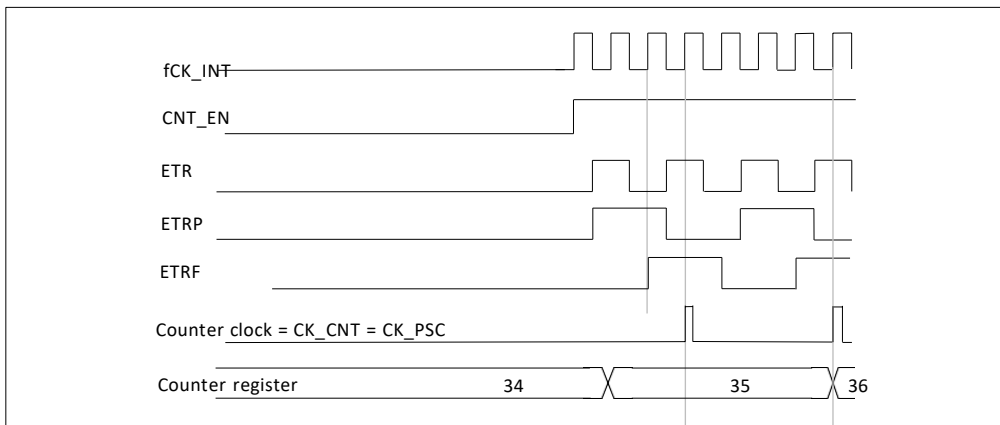 fCK_INT
CNT_EN
ETR
ETRP
ETRF
Counter clock = CK_CNT = CK_PSC
Counter register 34 35 36